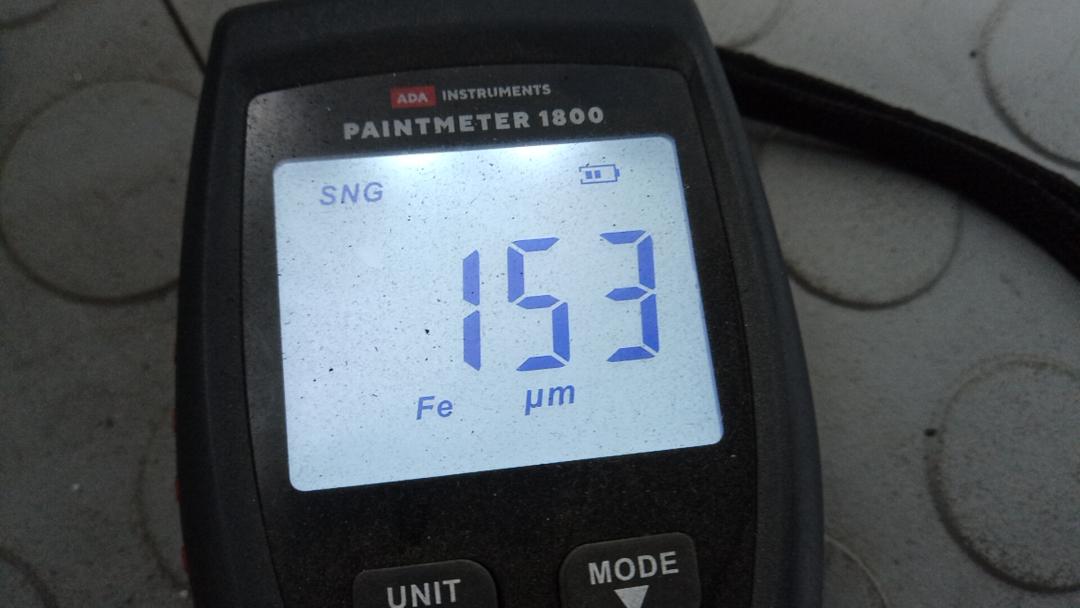 ADA INSTRUMENTS
PAINTMETER 1800
SNG
153
Fe µm
UNIT MODE